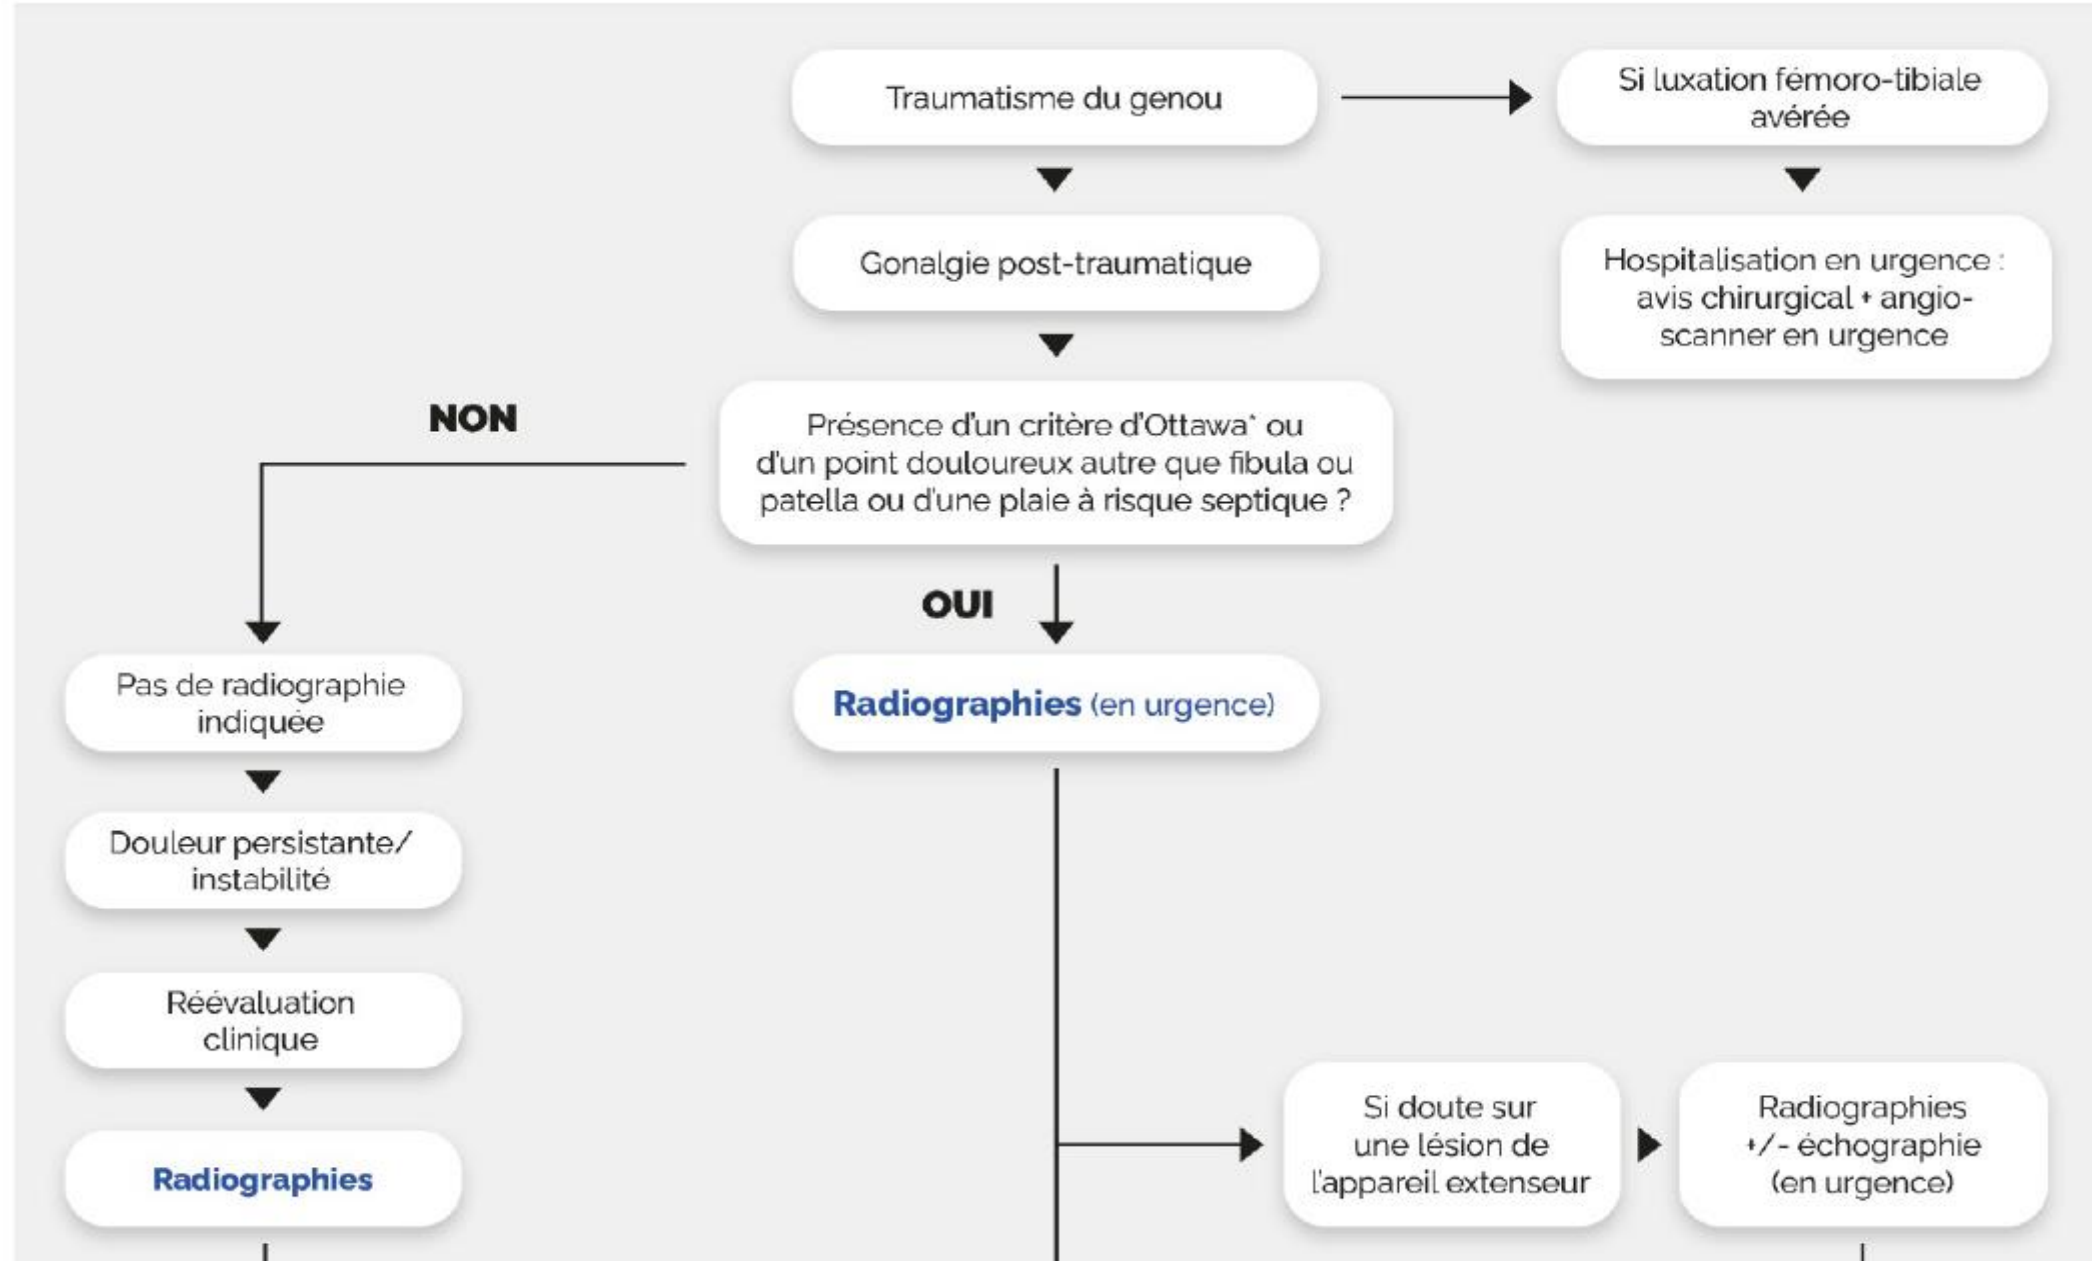 Traumatisme du genou
Si luxation fémoro-tibiale
avérée
Gonalgie post-traumatique
Hospitalisation en urgence :
avis chirurgical + angio-
scanner en urgence
NON
Présence d'un critère d'Ottawa* ou
d'un point douloureux autre que fibula ou
patella ou d'une plaie à risque septique ?
OUI
Pas de radiographie
indiquée
Radiographies (en urgence)
Douleur persistante/
instabilité
Réévaluation
clinique
Radiographies
Si doute sur
une lésion de
l'appareil extenseur
Radiographies
+/- échographie
(en urgence)